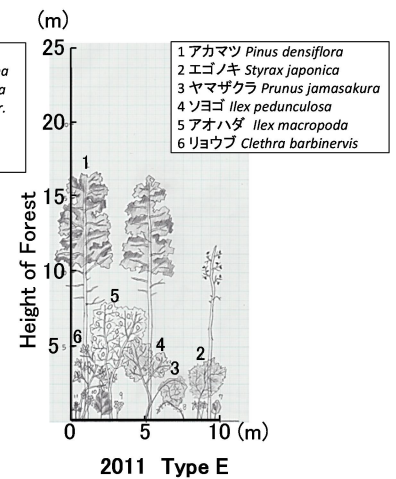 (m)
25
20
15
10
5
Height of Forest
a
a
r.
1 アカマツ Pinus densiflora
2 エゴノキ Styrax japonica
3 ヤマザクラ Prunus jamasakura
4 ソヨゴ Ilex pedunculosa
5 アオハダ Ilex macropoda
6 リョウブ Clethra barbinervis
1
5
6
4
3
2
0
5
10 (m)
2011 Type E